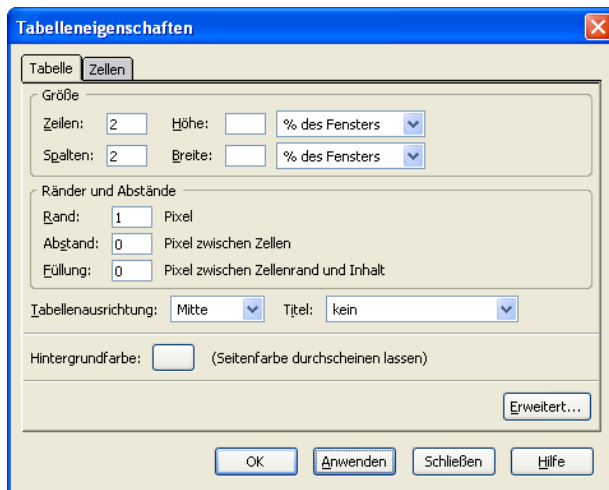 Tabelleneigenschaften
Tabelle Zellen
Größe
Zeilen: 2 Höhe: % des Fensters
Spalten: 2 Breite: % des Fensters
Ränder und Abstände
Rand: 1 Pixel
Abstand: 0 Pixel zwischen Zellen
Füllung: 0 Pixel zwischen Zellenrand und Inhalt
Tabellenausrichtung: Mitte Titel: kein
Hintergrundfarbe: (Seitenfarbe durchscheinen lassen)
Erweitert...
OK Anwenden Schließen Hilfe